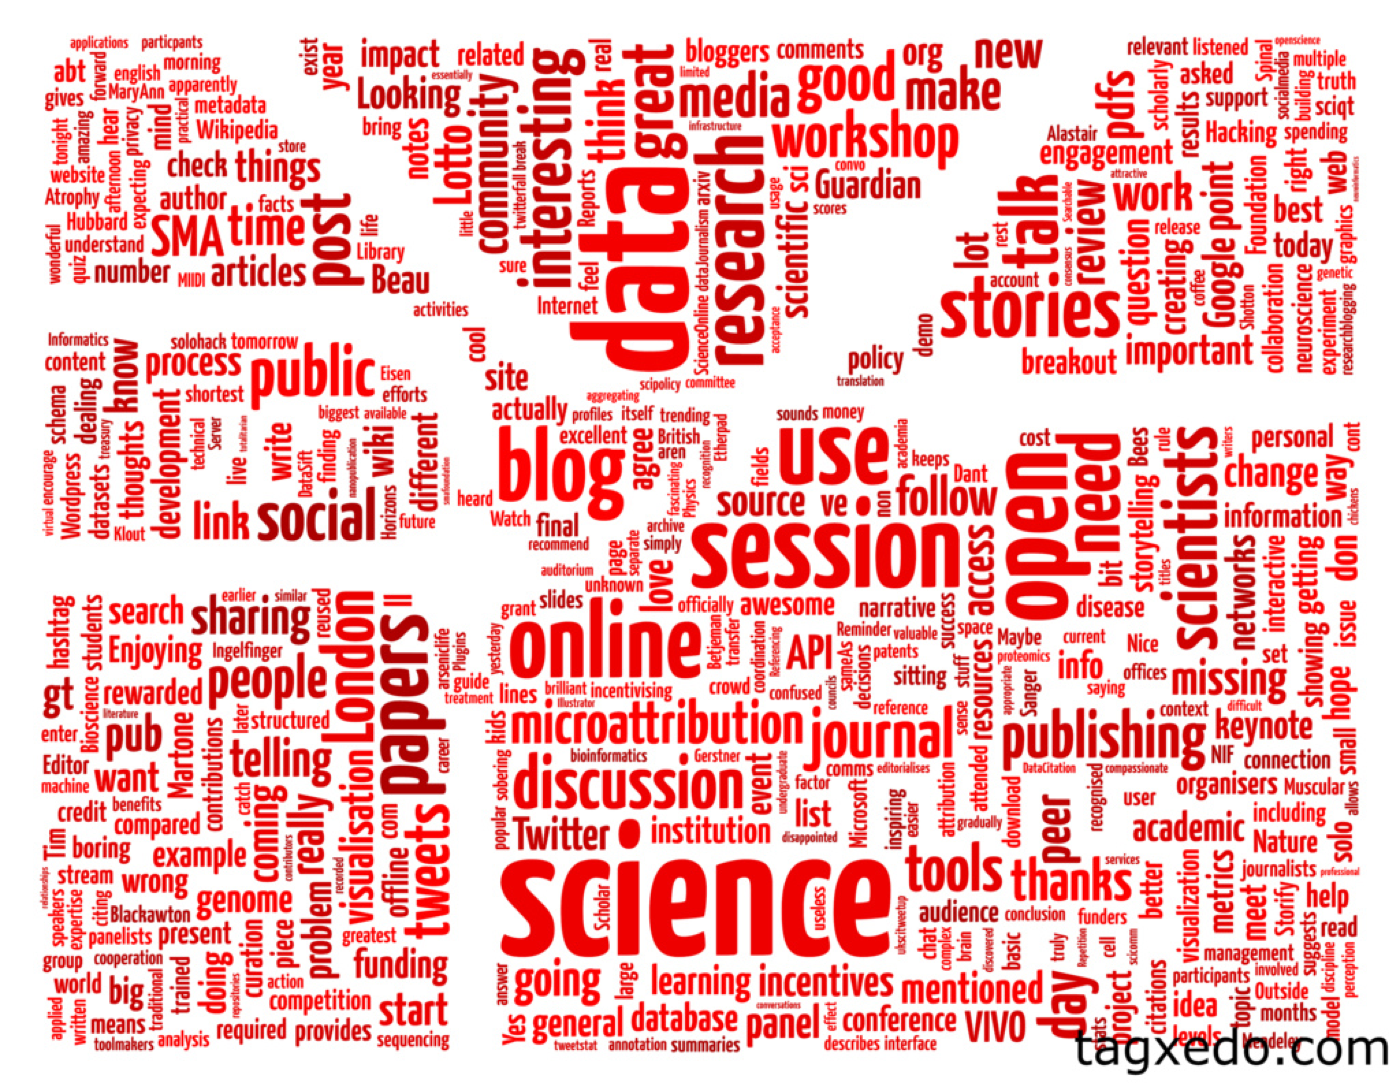 applications particpants
abt forward english morning
gives MaryAnn apparently
tonight amazing hear privacy mind practical metadata
Wikipedia
website afternoon expecting check things store
Atrophy author facts
wonderful Hubbard SMA time post life
quiz understand Library
number MIIDI articles Beau
activities
exist year impact related
essentially
Looking community interesting
bring notes Lotto twitterfall break
little sure
Internet feel Reports think real
data great
bloggers comments org new
limited media good make
infrastructure workshop
convo
research arxiv usage scientific sci Guardian
scores
ScienceOnline dataJournalism acceptance
relevant listened Spinal openscience
multiple
pdfs scholarly asked socialmedia building truth
results support sciqt
Alastair Hacking spending
engagement
attractive right web
talk Searchable review work point Foundation best
lot rest release
question creating Google today graphics
account consensus coffee Shotton collaboration neuroscience genetic
stories experiment researchblogging
demo breakout important
policy
translation
cool
site scipolicy committee
aggregating
actually profiles itself trending sounds money
Informatics solohack tomorrow
content know process public Eisen
schema dealing shortest efforts
treasury thoughts development biggest available
technical Server totalitarian write finding wiki different
virtual encourage Wordpress datasets Klout live DataSift nanopublication Horizons
link social future
smafoundation
heard
blog excellent agree British
aren recognition Etherpad
fascinating Physics
Watch final archive
recommend page separate simply
auditorium
unknown love
use academia keeps Dant
fields source ve non follow
session access
cost open need Bees rule writers personal cont
scientists change way
storytelling information chickens
bit titles networks interactive getting don
disease
earlier similar reused
hashtag students search sharing London papers
Enjoying Ingelfinger
gt rewarded people arseniclife Plugins
Bioscience literature later structured guide
enter pub treatment
Editor Martone contributions telling career
machine want
credit benefits catch coming really visualisation com
compared contributors
Tim boring example tweets
relationships stream wrong recorded offline
speakers expertise citing genome
Blackawton problem
panelists present curation piece greatest
group cooperation funding
world trained doing repositories action
big traditional competition start
applied written means required provides
toolmakers analysis sequencing
grant slides officially awesome narrative success
yesterday online Betjeman transfer coordination Referencing API Reminder valuable space
sameAs decisions patents
sitting stuff resources
lines brilliant incentivising crowd confused councils
Illustrator reference
kids microattribution journal sense
bioinformatics Gerstner
comms editorialises
popular sobering discussion event undergraduate factor attribution attended
list Microsoft inspiring easier gradually download
Twitter institution disappointed
science Scholar useless
ukscitweetup
tools thanks services
audience conclusion funders better
chat complex brain discovered basic truly Repetition cell scicomm
answer going large learning incentives mentioned
conversations day project citations
Yes general database panel effect conference VIVO stats
tweetstat annotation summaries describes interface
Maybe current Nice set
proteomics info offices showing issue
appropriate Sanger saying missing hope
context difficult
publishing keynote
NIF connection small
DataCitation compassionate organisers Muscular
peer recognised user including allows
academic Nature solo
journalists professional
visualization metrics meet Storify help
suggests read
management
participants involved discipline perception
idea topic Outside
months model
levels Mendeley
tagxedo.com